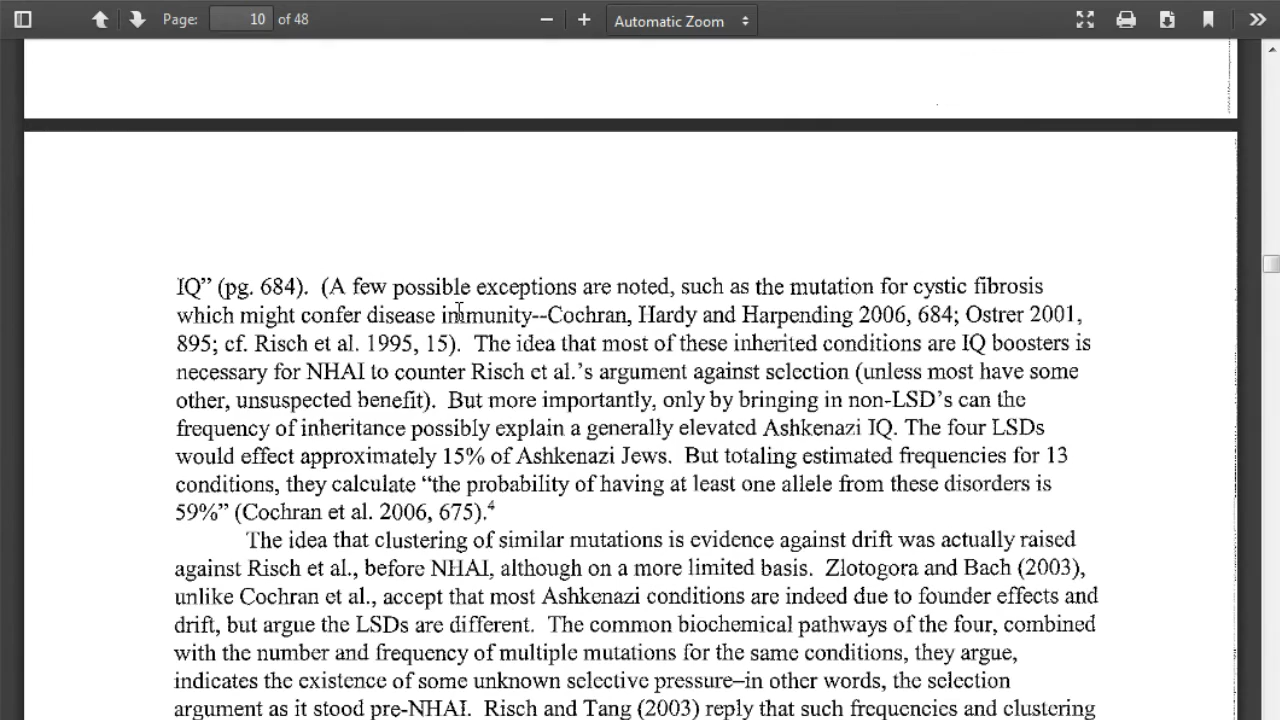 Page: 10 of 48 Automatic Zoom
IQ” (pg. 684). (A few possible exceptions are noted, such as the mutation for cystic fibrosis
which might confer disease immunity--Cochran, Hardy and Harpending 2006, 684; Ostrer 2001,
895; cf. Risch et al. 1995, 15). The idea that most of these inherited conditions are IQ boosters is
necessary for NHAI to counter Risch et al.’s argument against selection (unless most have some
other, unsuspected benefit). But more importantly, only by bringing in non-LSD’s can the
frequency of inheritance possibly explain a generally elevated Ashkenazi IQ. The four LSDs
would effect approximately 15% of Ashkenazi Jews. But totaling estimated frequencies for 13
conditions, they calculate “the probability of having at least one allele from these disorders is
59%” (Cochran et al. 2006, 675).⁴
The idea that clustering of similar mutations is evidence against drift was actually raised
against Risch et al., before NHAI, although on a more limited basis. Zlotogora and Bach (2003),
unlike Cochran et al., accept that most Ashkenazi conditions are indeed due to founder effects and
drift, but argue the LSDs are different. The common biochemical pathways of the four, combined
with the number and frequency of multiple mutations for the same conditions, they argue,
indicates the existence of some unknown selective pressure–in other words, the selection
argument as it stood pre-NHAI. Risch and Tang (2003) reply that such frequencies and clustering